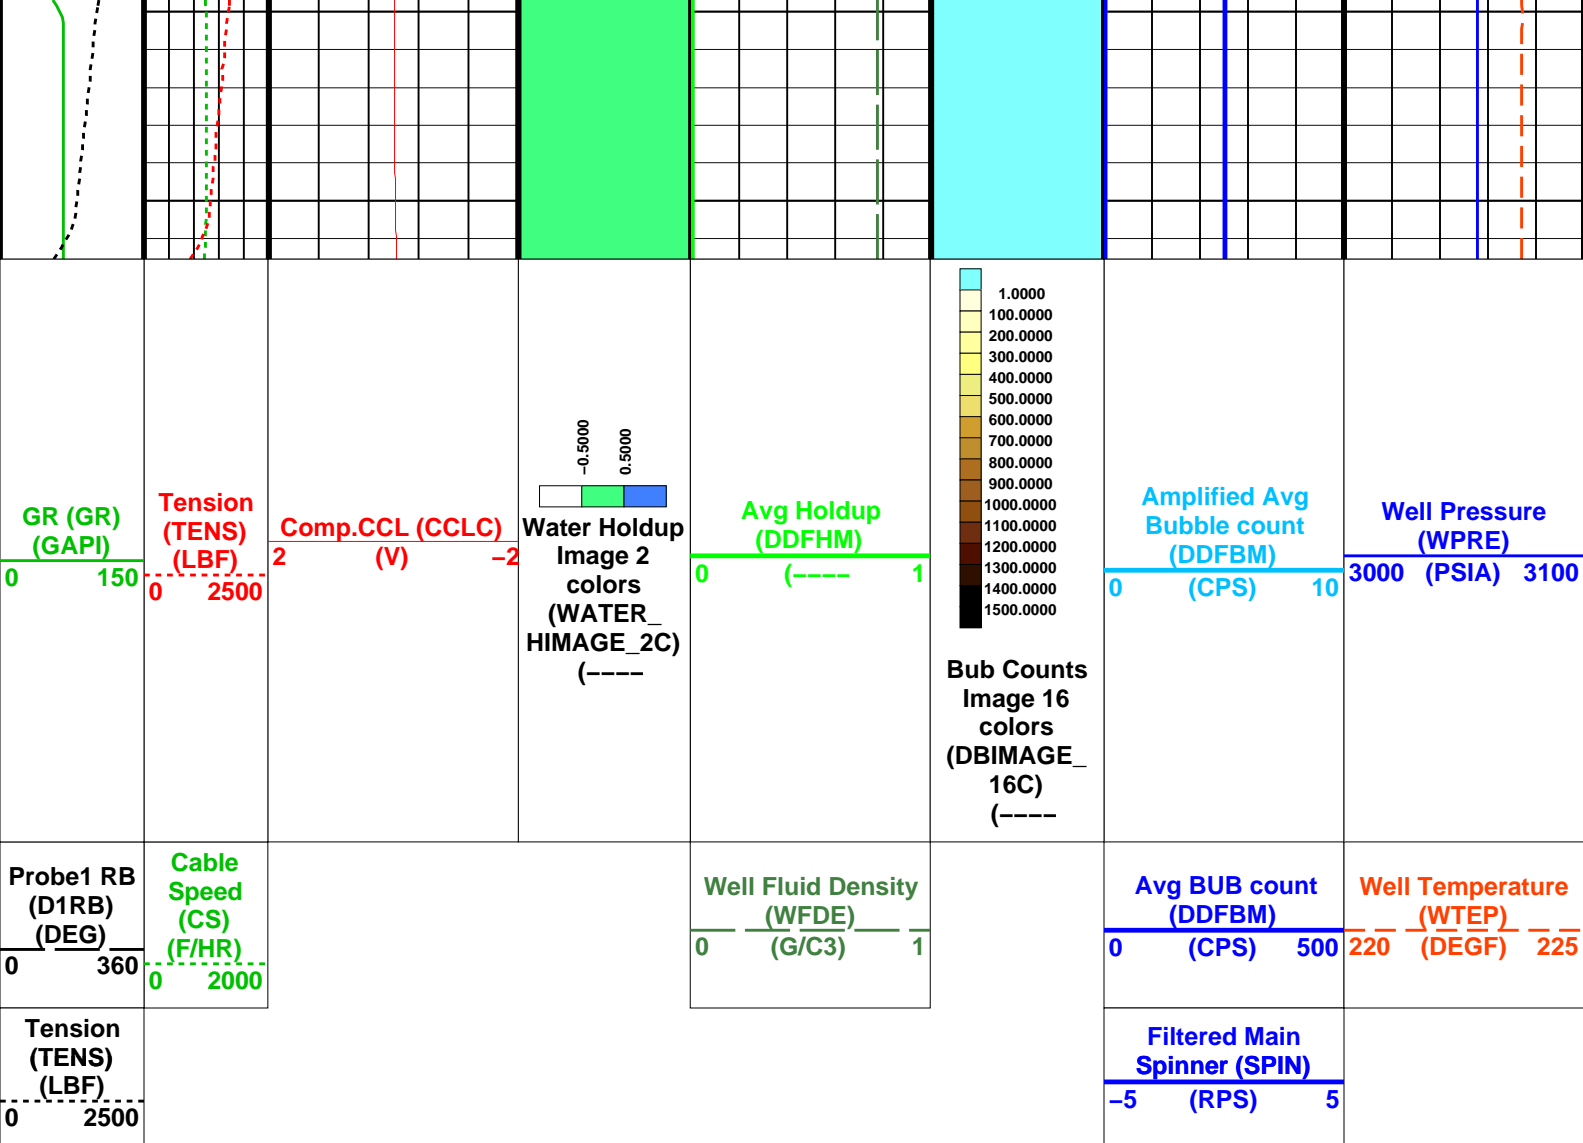 GR (GR)
(GAPI)
0 150
Tension
(TENS)
(LBF)
0 2500
Comp.CCL (CCLC)
2 (V) −2
−0.5000
0.5000
Water Holdup
Image 2
colors
(WATER_
HIMAGE_2C)
(−−−−
Avg Holdup
(DDFHM)
0 (−−−− 1
1.0000
100.0000
200.0000
300.0000
400.0000
500.0000
600.0000
700.0000
800.0000
900.0000
1000.0000
1100.0000
1200.0000
1300.0000
1400.0000
1500.0000
Bub Counts
Image 16
colors
(DBIMAGE_
16C)
(−−−−
Amplified Avg
Bubble count
(DDFBM)
0 (CPS) 10
Well Pressure
(WPRE)
3000 (PSIA) 3100
Probe1 RB
(D1RB)
(DEG)
0 360
Cable
Speed
(CS)
(F/HR)
0 2000
Well Fluid Density
(WFDE)
0 (G/C3) 1
Avg BUB count
(DDFBM)
0 (CPS) 500
Well Temperature
(WTEP)
220 (DEGF) 225
Tension
(TENS)
(LBF)
0 2500
Filtered Main
Spinner (SPIN)
−5 (RPS) 5